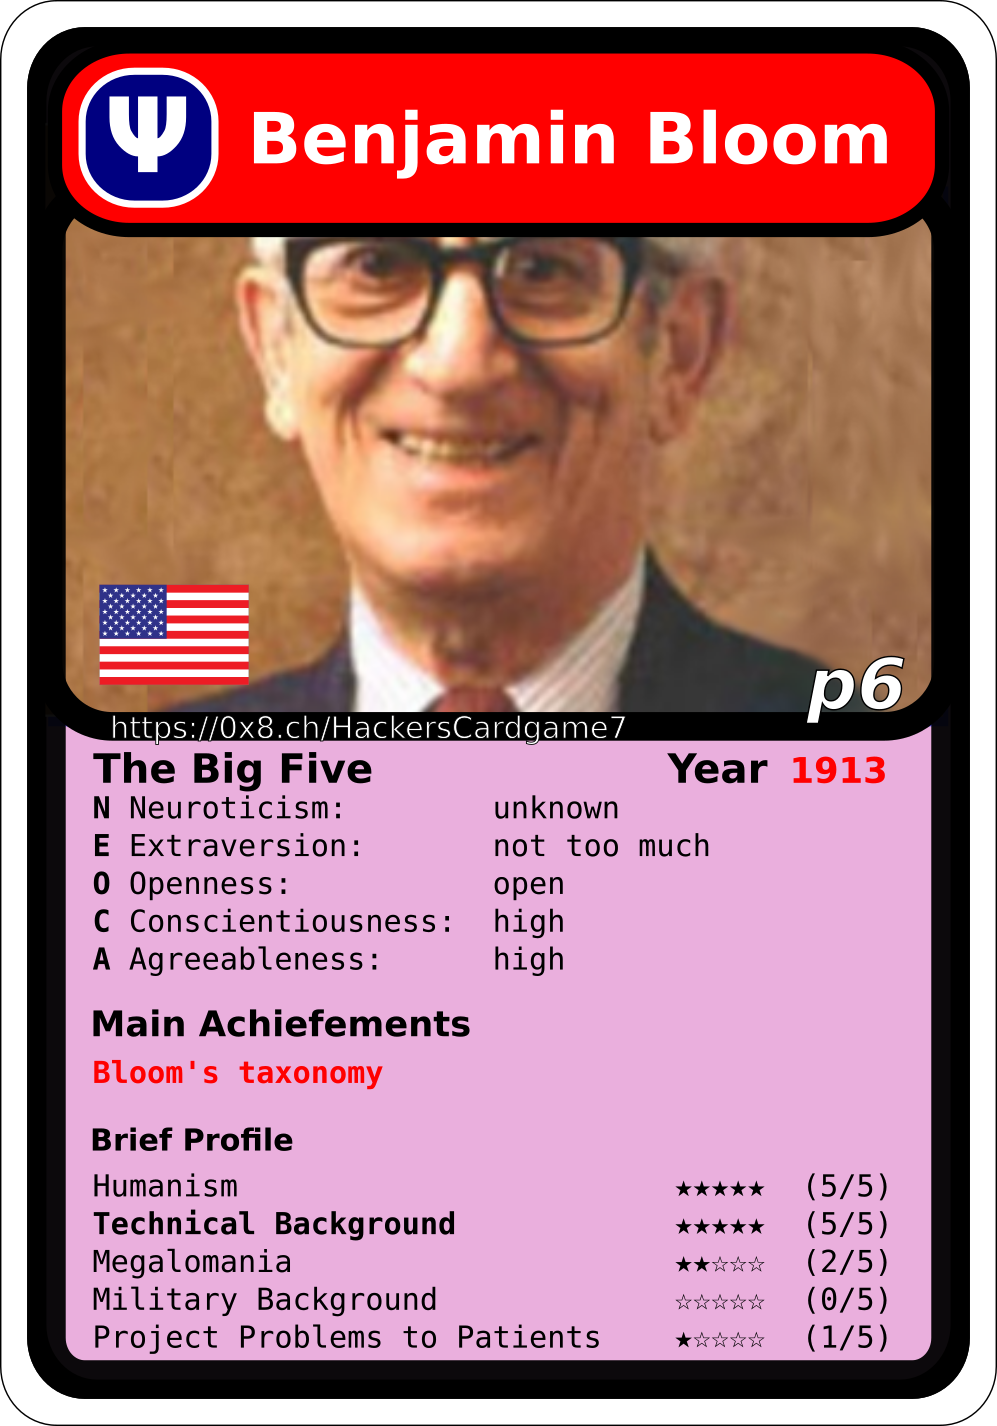 Ψ Benjamin Bloom
p6
https://0x8.ch/HackersCardgame7
The Big Five Year 1913
N Neuroticism: unknown
E Extraversion: not too much
O Openness: open
C Conscientiousness: high
A Agreeableness: high
Main Achiefements
Bloom's taxonomy
Brief Profile
Humanism ★★★★★ (5/5)
Technical Background ★★★★★ (5/5)
Megalomania ★★☆☆☆ (2/5)
Military Background ☆☆☆☆☆ (0/5)
Project Problems to Patients ★☆☆☆☆ (1/5)